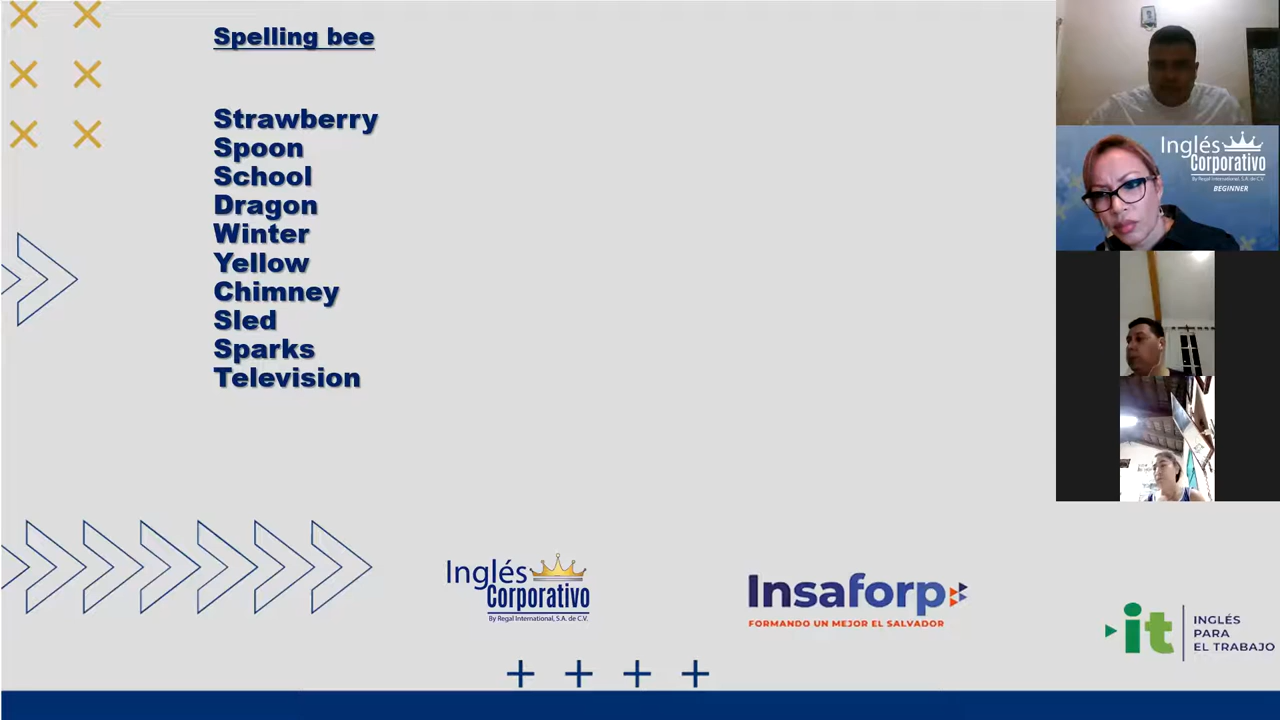 Spelling bee
Strawberry
Spoon
School
Dragon
Winter
Yellow
Chimney
Sled
Sparks
Television
Inglés
Corporativo
By Regal International, S.A. de C.V.
BEGINNER
Inglés
Corporativo
By Regal International, S.A. de C.V.
Insaforp
FORMANDO UN MEJOR EL SALVADOR
it
INGLÉS
PARA
EL TRABAJO